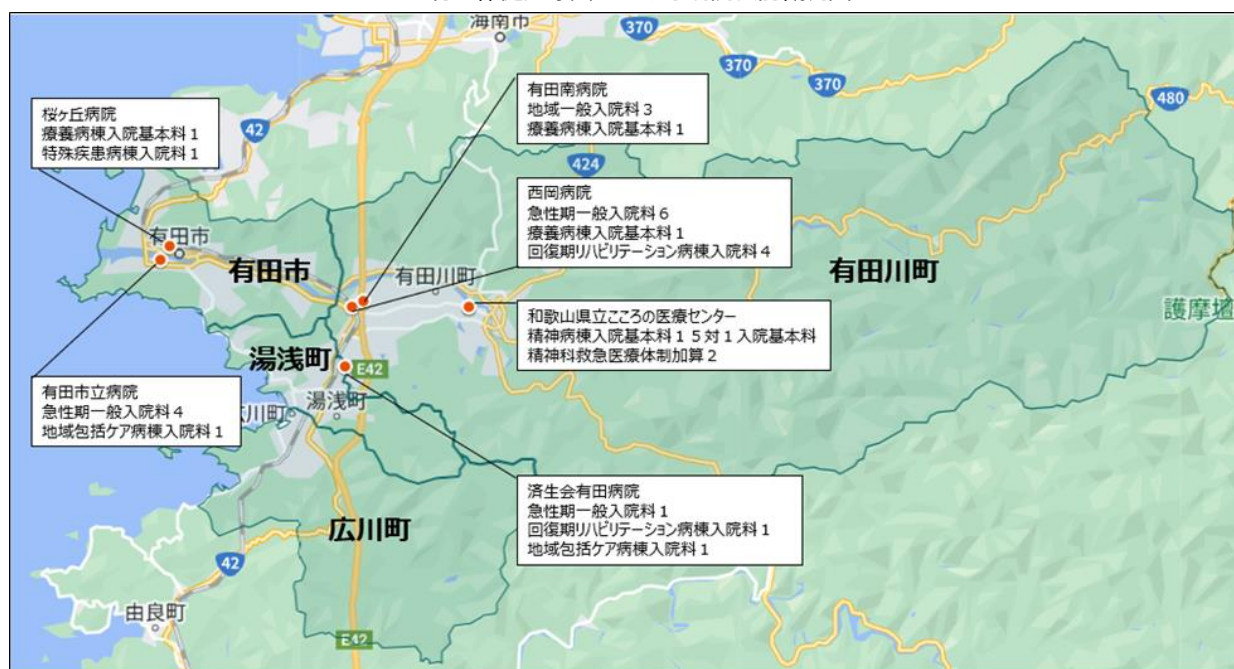 海南市
370
370
370
480
42
424
桜ヶ丘病院
療養病棟入院基本料1
特殊疾患病棟入院料1
有田南病院
地域一般入院料3
療養病棟入院基本料1
西岡病院
急性期一般入院料6
療養病棟入院基本料1
回復期リハビリテーション病棟入院料4
有田市
有田市
有田川町
有田川町
護摩壇
和歌山県立こころの医療センター
精神病棟入院基本料15対1入院基本料
精神科救急医療体制加算2
湯浅町
E42
湯浅町
広川町
有田市立病院
急性期一般入院料4
地域包括ケア病棟入院料1
済生会有田病院
急性期一般入院料1
回復期リハビリテーション病棟入院料1
地域包括ケア病棟入院料1
広川町
42
由良町
E42